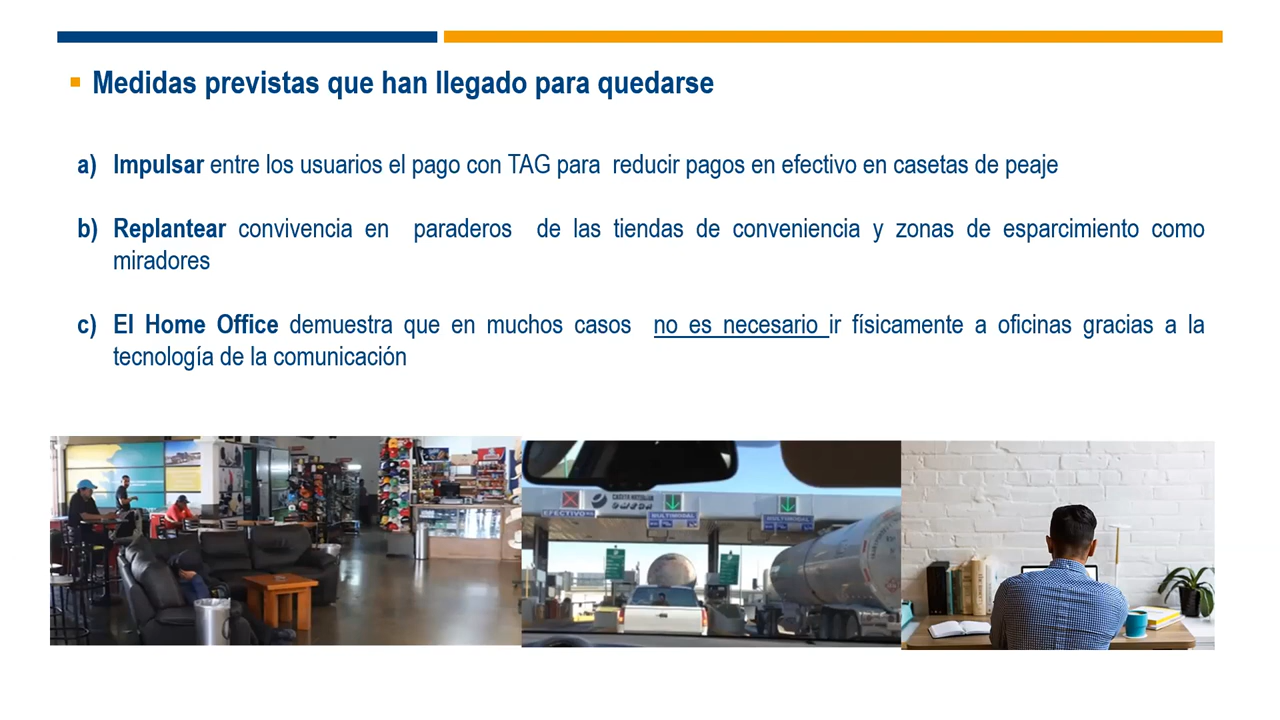 Medidas previstas que han llegado para quedarse
a) Impulsar entre los usuarios el pago con TAG para reducir pagos en efectivo en casetas de peaje
b) Replantear convivencia en paraderos de las tiendas de conveniencia y zonas de esparcimiento como
miradores
c) El Home Office demuestra que en muchos casos no es necesario ir físicamente a oficinas gracias a la
tecnología de la comunicación
EFECTIVO
MULTIMODAL
MULTIMODAL